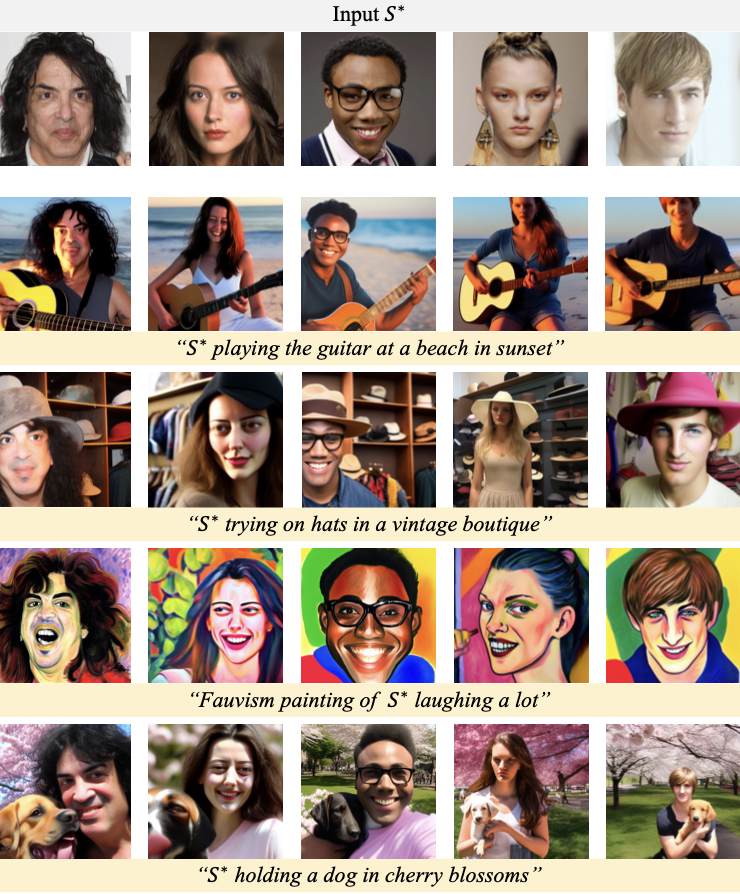 Input S*
“S* playing the guitar at a beach in sunset”
“S* trying on hats in a vintage boutique”
“Fauvism painting of S* laughing a lot”
“S* holding a dog in cherry blossoms”